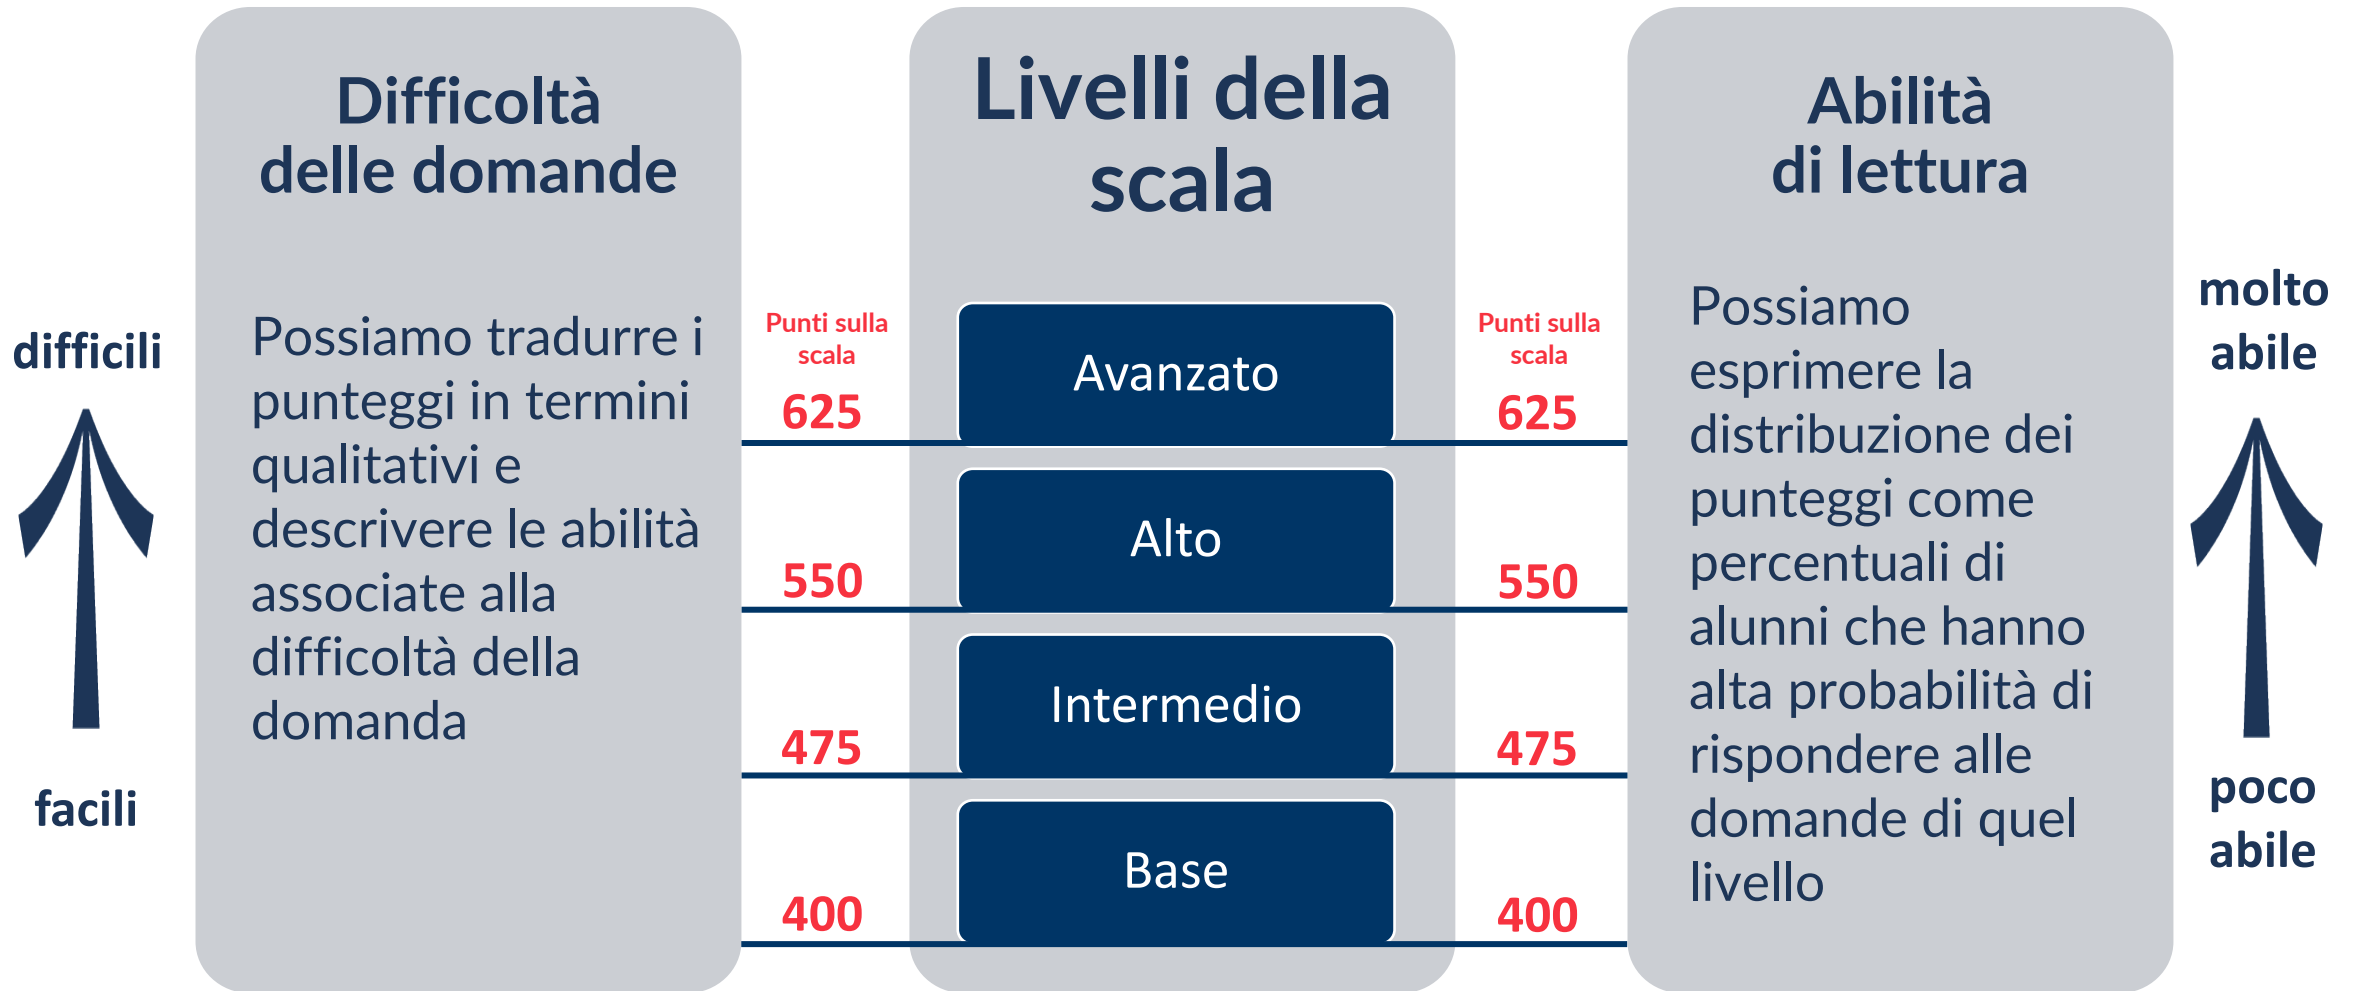 difficili
facili
Difficoltà
delle domande
Possiamo tradurre i
punteggi in termini
qualitativi e
descrivere le abilità
associate alla
difficoltà della
domanda
Punti sulla
scala
625
550
475
400
Livelli della
scala
Avanzato
Alto
Intermedio
Base
Punti sulla
scala
625
550
475
400
Abilità
di lettura
Possiamo
esprimere la
distribuzione dei
punteggi come
percentuali di
alunni che hanno
alta probabilità di
rispondere alle
domande di quel
livello
molto
abile
poco
abile